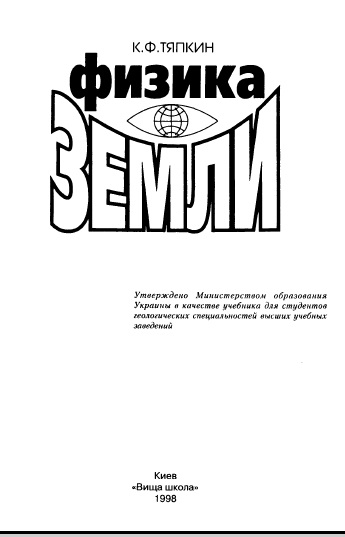 К.Ф.ТЯПКИН
физика
ЗЕМЛИ
Утверждено Министерством образования
Украины в качестве учебника для студентов
геологических специальностей высших учебных
заведений
Киев
«Вища школа»
1998